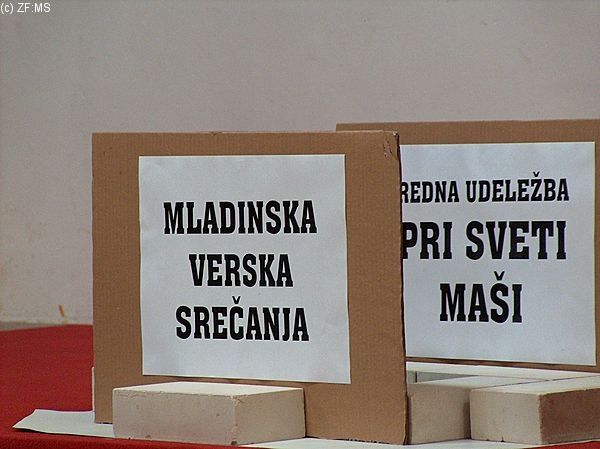 (c) ZF:MS
MLADINSKA
VERSKA
SREČANJA
REDNA UDELEŽBA
PRI SVETI
MAŠI